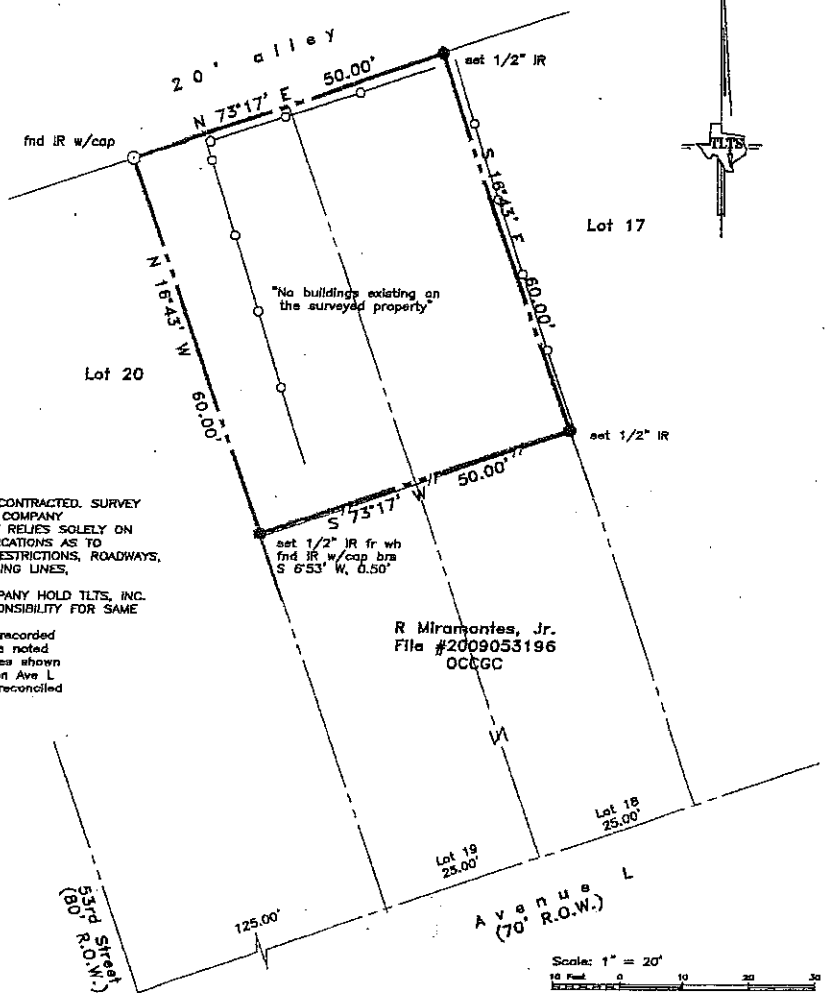 20' alley
N 73°17' E 50.00'
set 1/2" IR
fnd IR w/cap
TLTS
S 16°43' E 60.00'
Lot 17
"No buildings existing on
the surveyed property"
N 16°43' W 60.00'
Lot 20
set 1/2" IR
S 73°17' W 50.00'
set 1/2" IR fr wh
fnd IR w/cap brs
S 6°53' W, 0.50'
CONTRACTED. SURVEY
COMPANY
RELIES SOLELY ON
CATIONS AS TO
ESTRICTIONS, ROADWAYS,
ING LINES,
PANY HOLD TLTS, INC.
ONSIBILITY FOR SAME
recorded
noted
es shown
n Ave L
reconciled
R Miramontes, Jr.
File #2009053196
OCCGC
Lot 18
25.00'
Lot 19
25.00'
53rd Street
(80' R.O.W.)
125.00'
Avenue L
(70' R.O.W.)
Scale: 1" = 20'
10 Feet 0 10 20 30